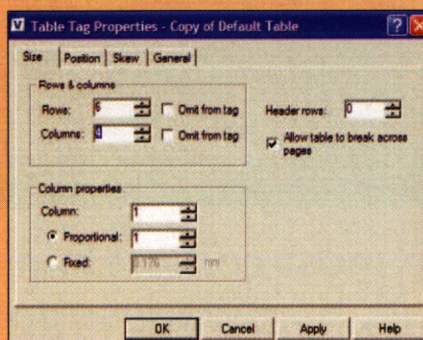 Table Tag Properties - Copy of Default Table
Size Position Skew General
Rows & columns
Rows: 6 Omit from tag
Columns: 4 Omit from tag
Header rows: 0
Allow table to break across
pages
Column properties
Column: 1
Proportional: 1
Fixed: mm
OK Cancel Apply Help